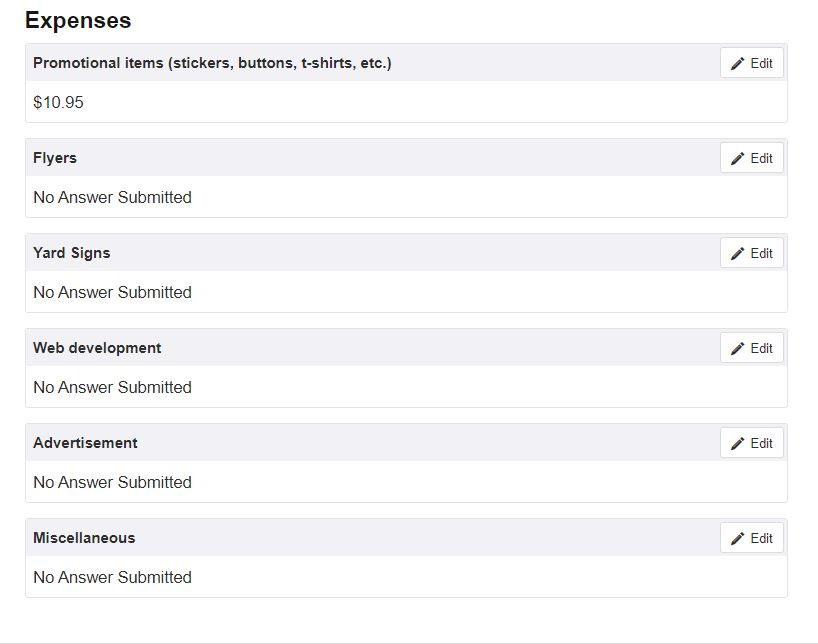 Expenses
Promotional items (stickers, buttons, t-shirts, etc.)
Edit
$10.95
Flyers
Edit
No Answer Submitted
Yard Signs
Edit
No Answer Submitted
Web development
Edit
No Answer Submitted
Advertisement
Edit
No Answer Submitted
Miscellaneous
Edit
No Answer Submitted